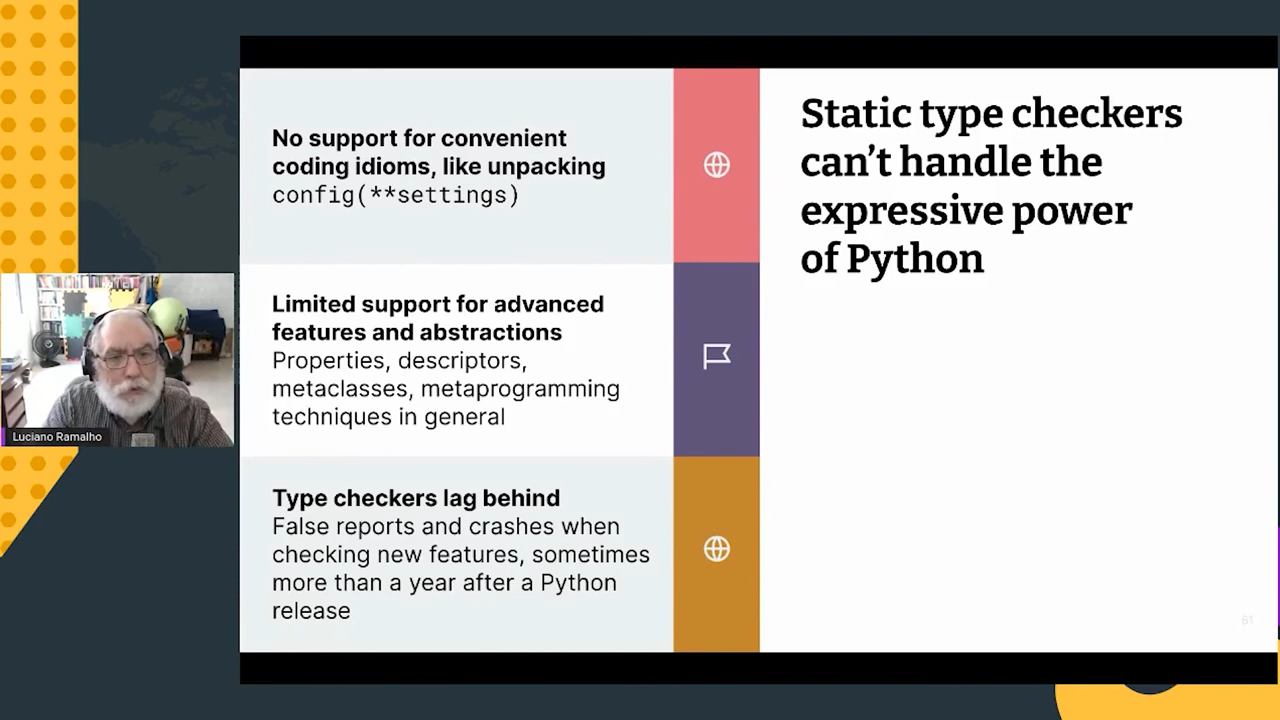 No support for convenient
coding idioms, like unpacking
config(**settings)
Limited support for advanced
features and abstractions
Properties, descriptors,
metaclasses, metaprogramming
techniques in general
Type checkers lag behind
False reports and crashes when
checking new features, sometimes
more than a year after a Python
release
Static type checkers
can’t handle the
expressive power
of Python
61
Luciano Ramalho